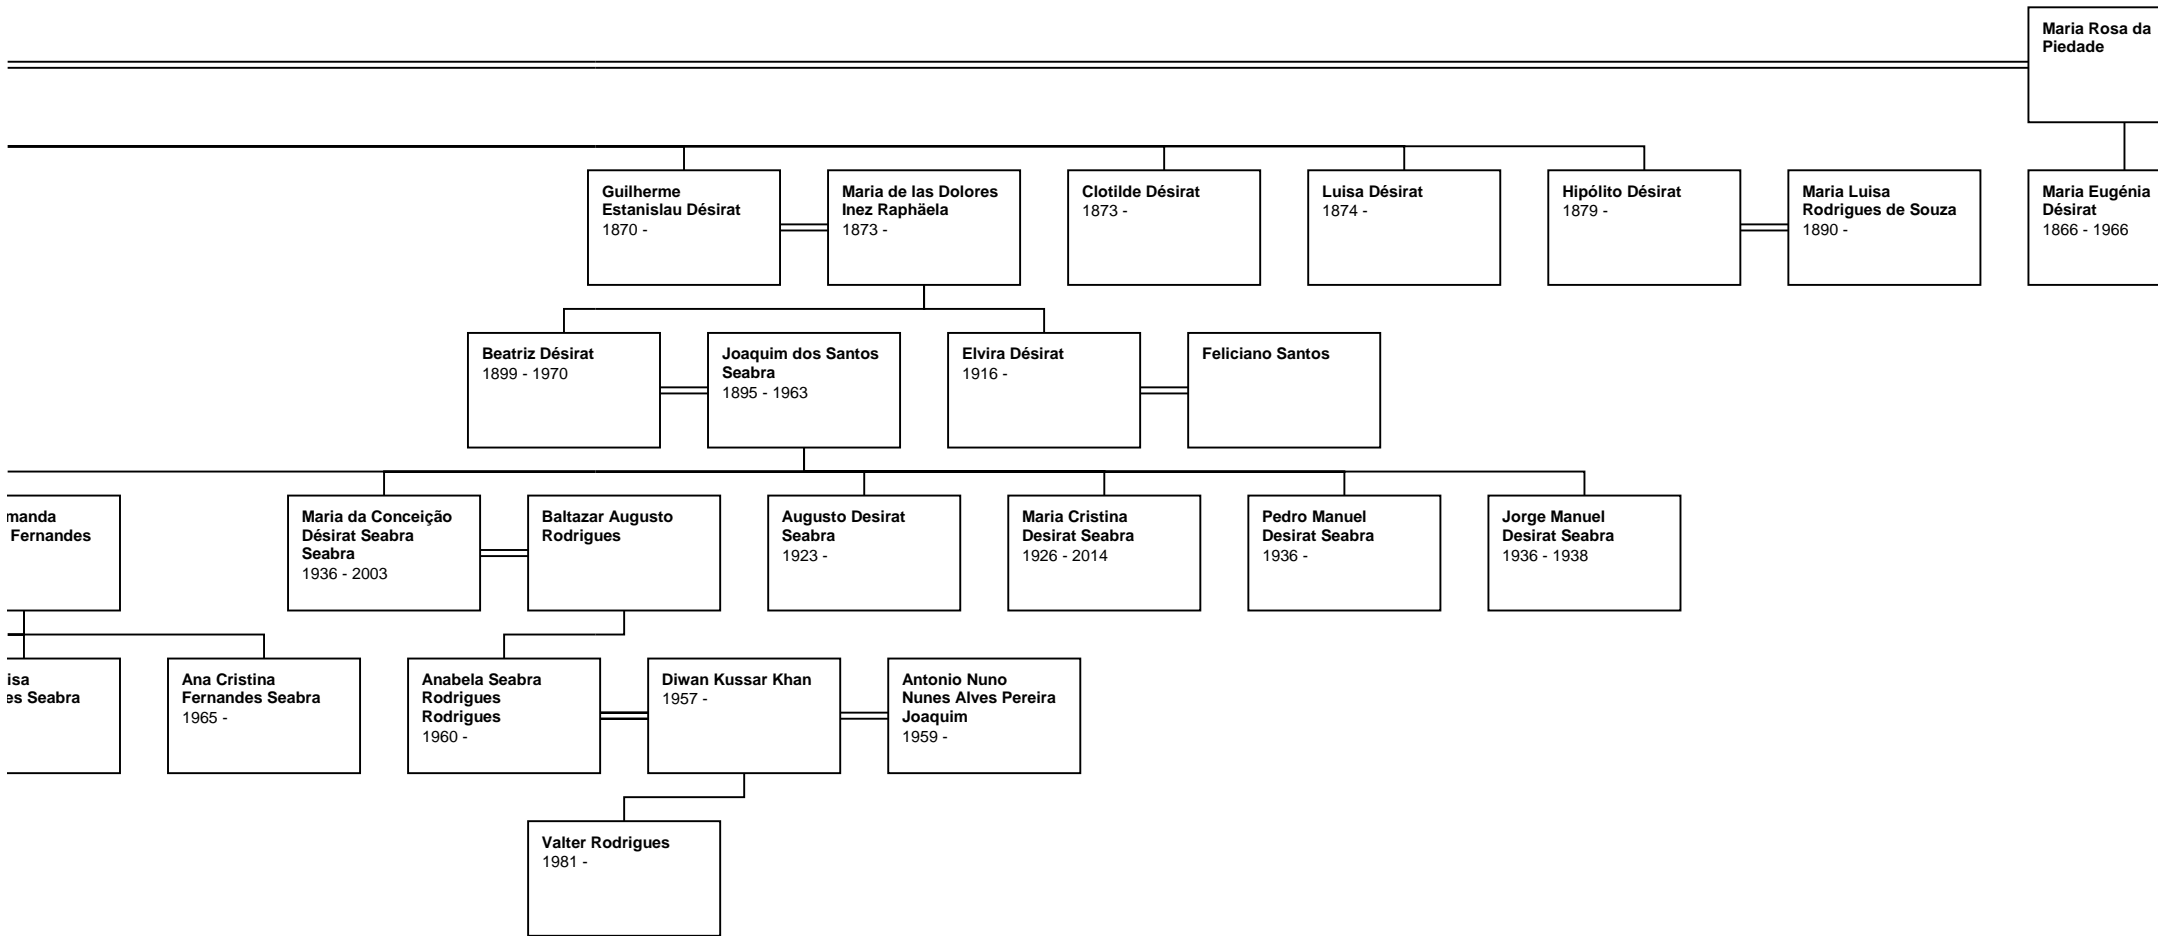 Maria Rosa da
Piedade
Guilherme
Estanislau Désirat
1870 -
Maria de las Dolores
Inez Raphäela
1873 -
Clotilde Désirat
1873 -
Luisa Désirat
1874 -
Hipólito Désirat
1879 -
Maria Luisa
Rodrigues de Souza
1890 -
Maria Eugénia
Désirat
1866 - 1966
Beatriz Désirat
1899 - 1970
Joaquim dos Santos
Seabra
1895 - 1963
Elvira Désirat
1916 -
Feliciano Santos
manda
Fernandes
Maria da Conceição
Désirat Seabra
Seabra
1936 - 2003
Baltazar Augusto
Rodrigues
Augusto Desirat
Seabra
1923 -
Maria Cristina
Desirat Seabra
1926 - 2014
Pedro Manuel
Desirat Seabra
1936 -
Jorge Manuel
Desirat Seabra
1936 - 1938
isa
es Seabra
Ana Cristina
Fernandes Seabra
1965 -
Anabela Seabra
Rodrigues
Rodrigues
1960 -
Diwan Kussar Khan
1957 -
Antonio Nuno
Nunes Alves Pereira
Joaquim
1959 -
Valter Rodrigues
1981 -